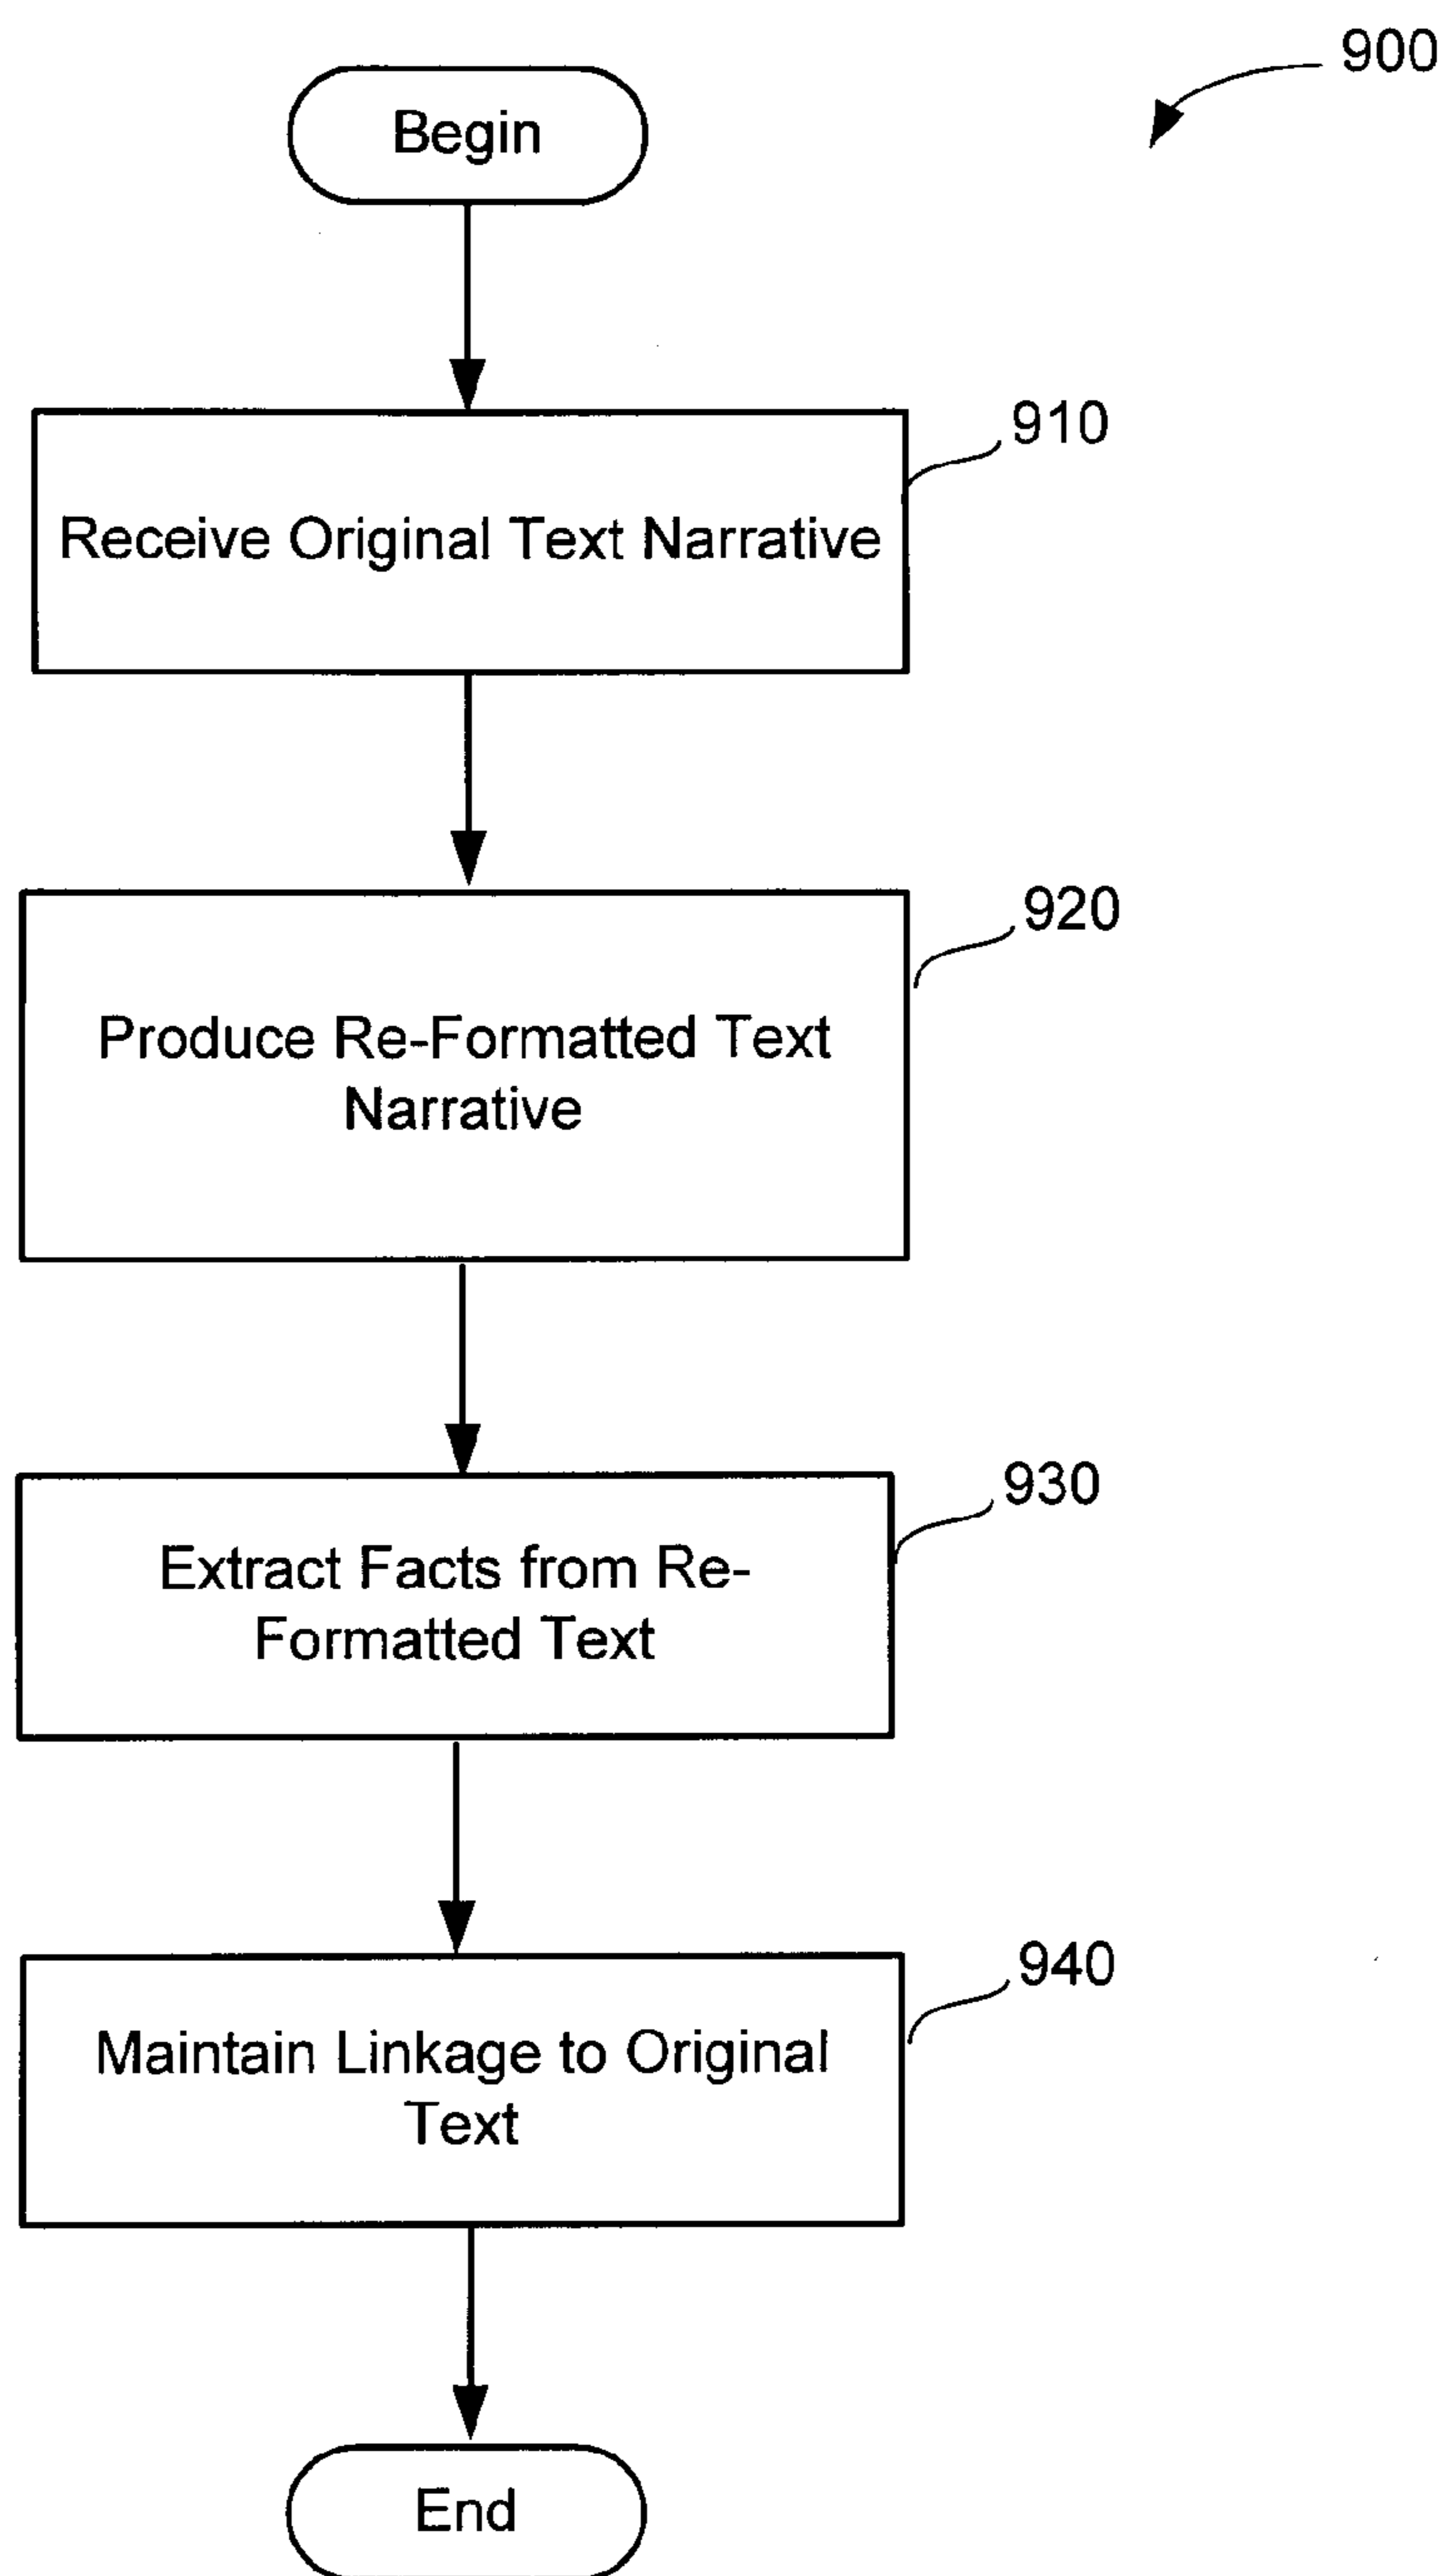 900
Begin
910
Receive Original Text Narrative
920
Produce Re-Formatted Text
Narrative
930
Extract Facts from Re-
Formatted Text
940
Maintain Linkage to Original
Text
End